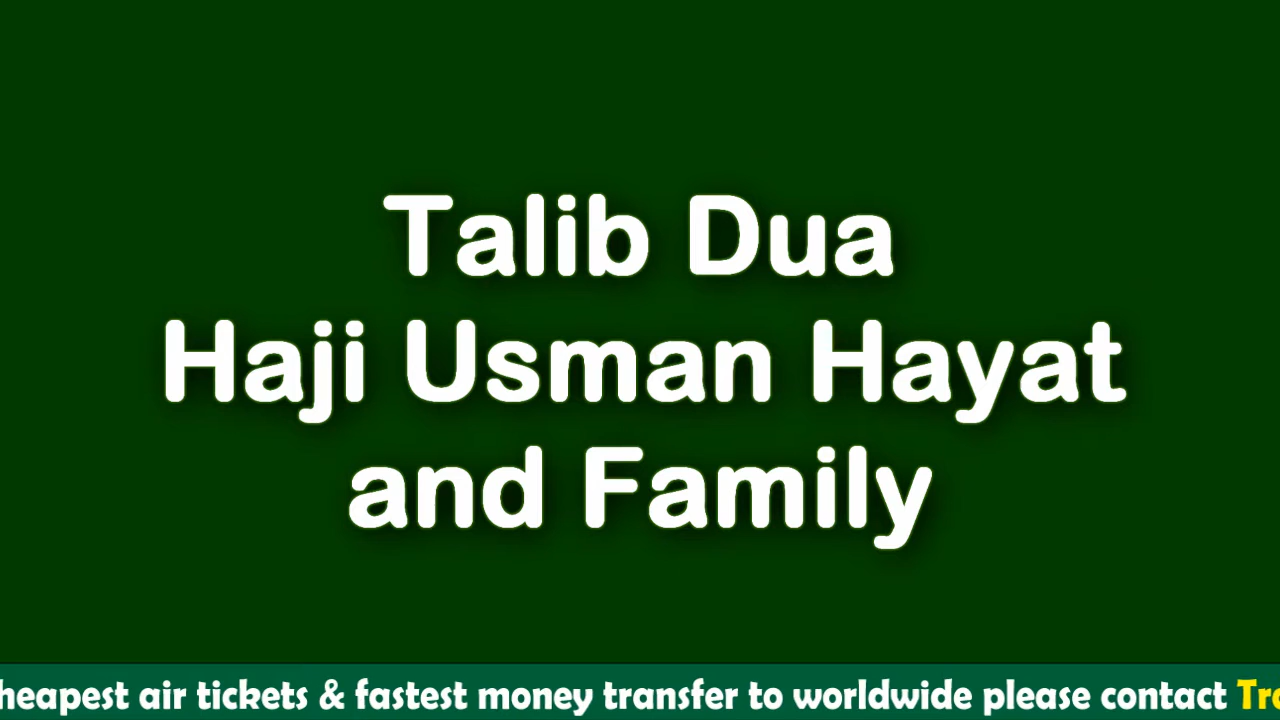 Talib Dua
Haji Usman Hayat
and Family
heapest air tickets & fastest money transfer to worldwide please contact